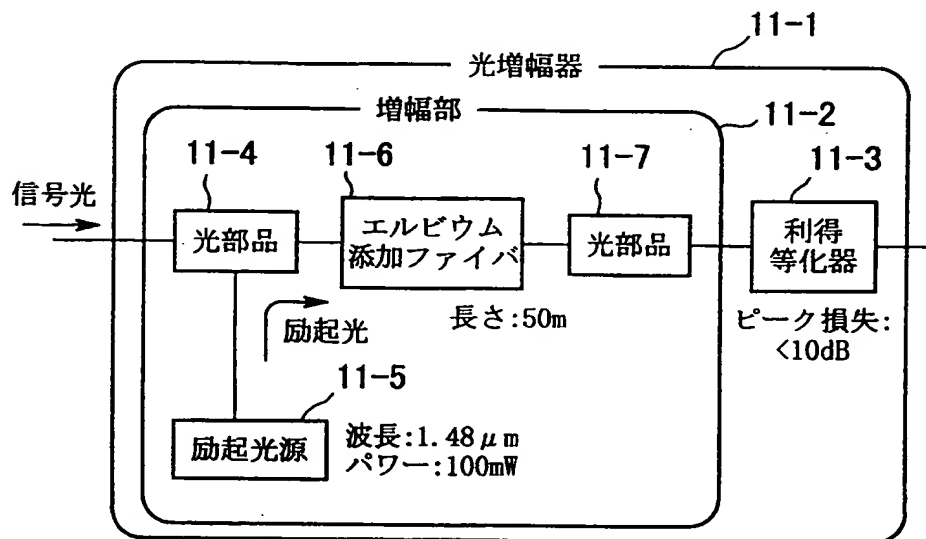 11-1
光増幅器
増幅部
11-2
11-4
11-6
11-7
11-3
信号光
光部品
エルビウム
添加ファイバ
光部品
利得
等化器
励起光
長さ:50m
ピーク損失:
<10dB
11-5
励起光源
波長:1.48μm
パワー:100mW